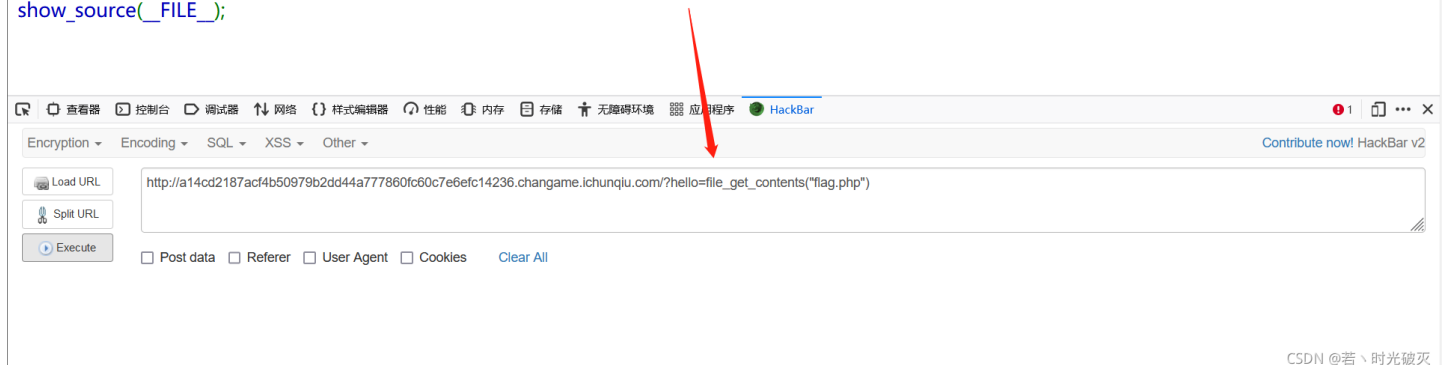 show_source(__FILE__);
查看器 控制台 调试器 网络 样式编辑器 性能 内存 存储 无障碍环境 应用程序 HackBar 1
Encryption Encoding SQL XSS Other Contribute now! HackBar v2
Load URL http://a14cd2187acf4b50979b2dd44a777860fc60c7e6efc14236.changame.ichunqiu.com/?hello=file_get_contents("flag.php")
Split URL
Execute
Post data Referer User Agent Cookies Clear All
CSDN @若丶时光破灭